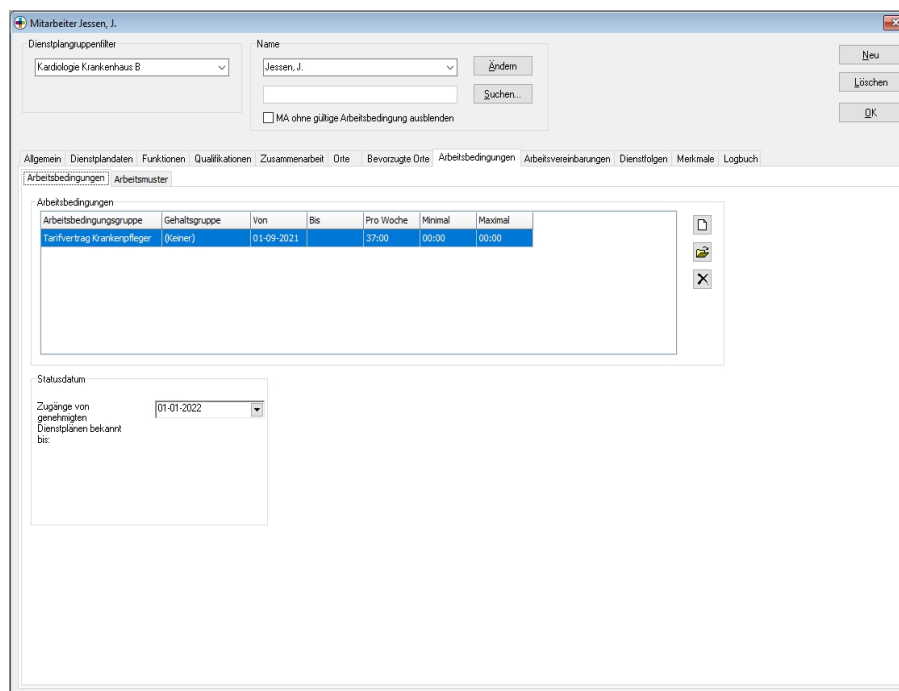 Mitarbeiter Jessen, J.
Dienstplangruppenfilter
Kardiologie Krankenhaus B
Name
Jessen, J.
Ändern
Suchen...
MA ohne gültige Arbeitsbedingung ausblenden
Neu
Löschen
OK
Allgemein Dienstplandaten Funktionen Qualifikationen Zusammenarbeit Orte Bevorzugte Orte Arbeitsbedingungen Arbeitsvereinbarungen Dienstfolgen Merkmale Logbuch
Arbeitsbedingungen Arbeitsmuster
Arbeitsbedingungen
Arbeitsbedingungsgruppe Gehaltsgruppe Von Bis Pro Woche Minimal Maximal
Tarifvertrag Krankenpfleger (Keiner) 01-09-2021 37:00 00:00 00:00
Statusdatum
Zugänge von
genehmigten
Dienstplänen bekannt
bis:
01-01-2022